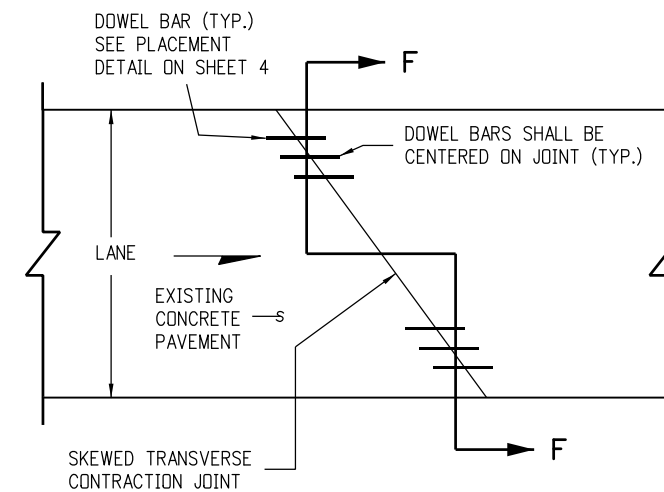 DOWEL BAR (TYP.)
SEE PLACEMENT
DETAIL ON SHEET 4
F
DOWEL BARS SHALL BE
CENTERED ON JOINT (TYP.)
LANE
EXISTING
CONCRETE
PAVEMENT
s
F
SKEWED TRANSVERSE
CONTRACTION JOINT